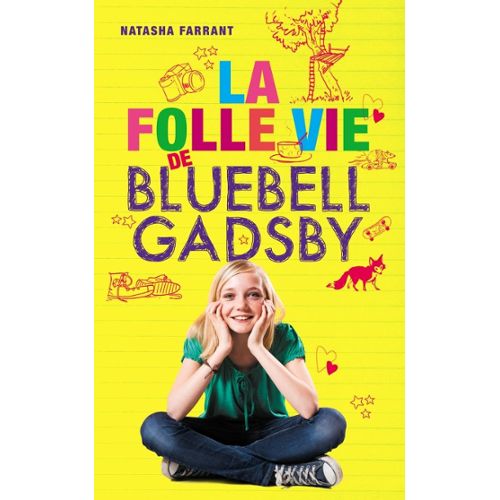 NATASHA FARRANT
LA
FOLLE VIE
DE
BLUEBELL
GADSBY